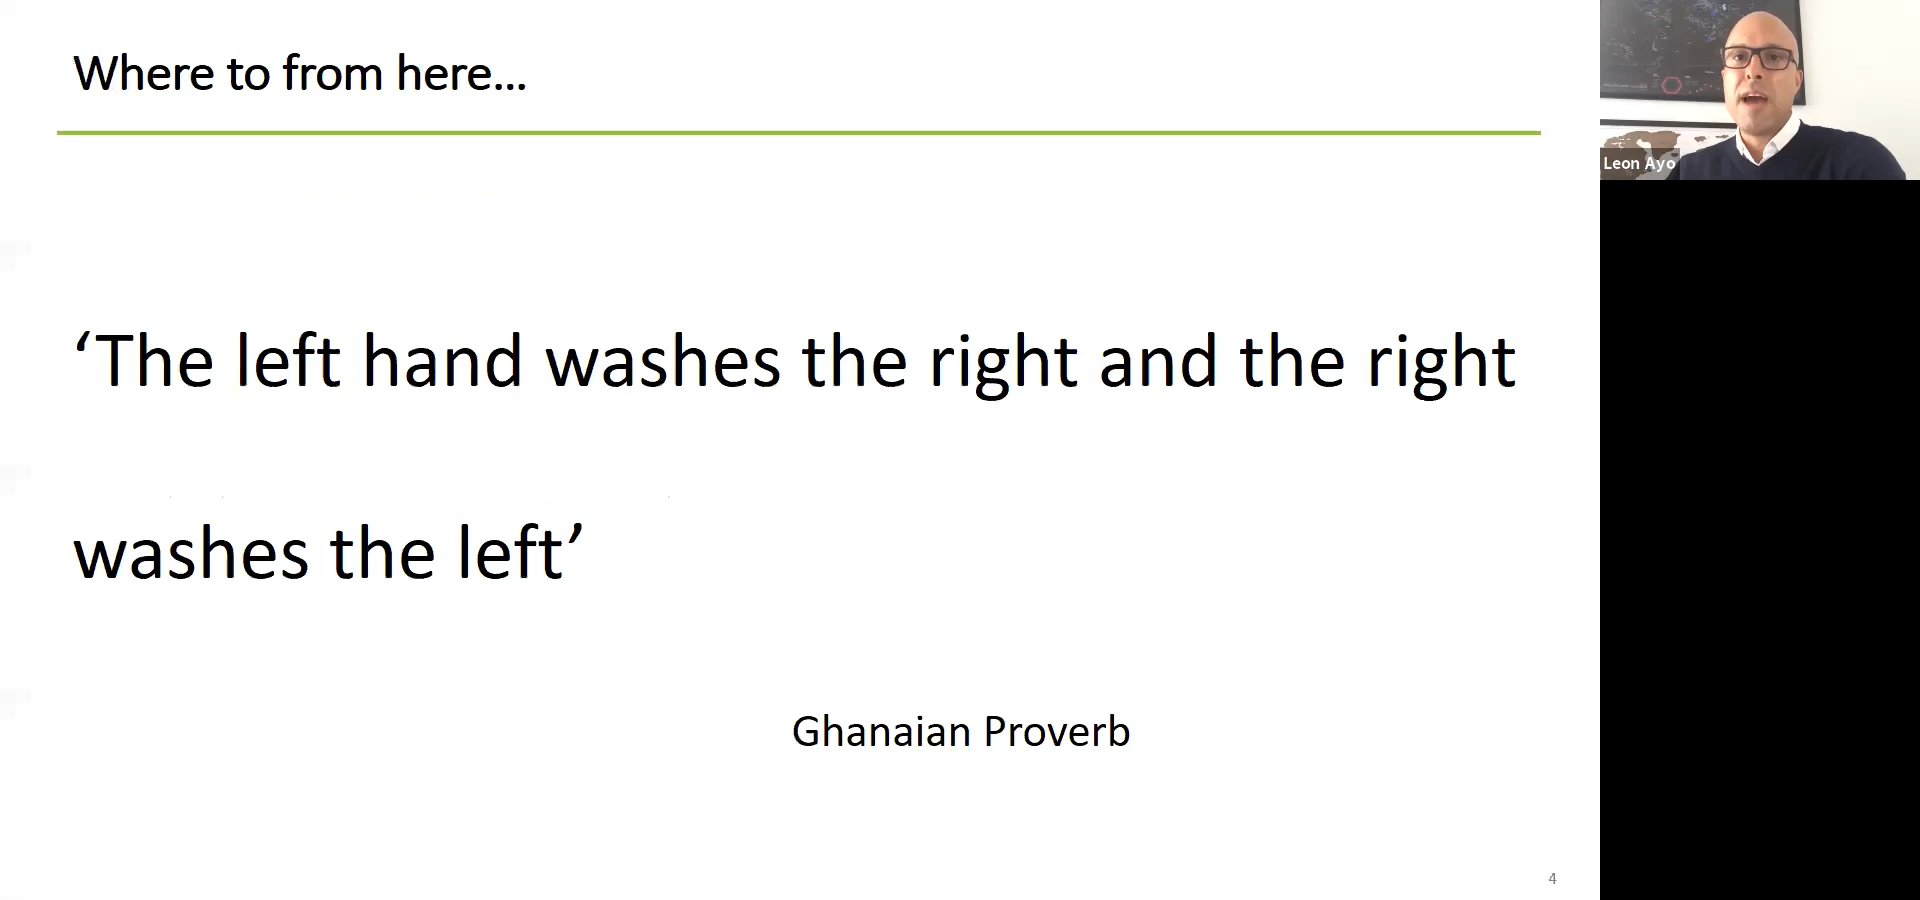 Where to from here...
‘The left hand washes the right and the right
washes the left’
Ghanaian Proverb
4
Leon Ayo